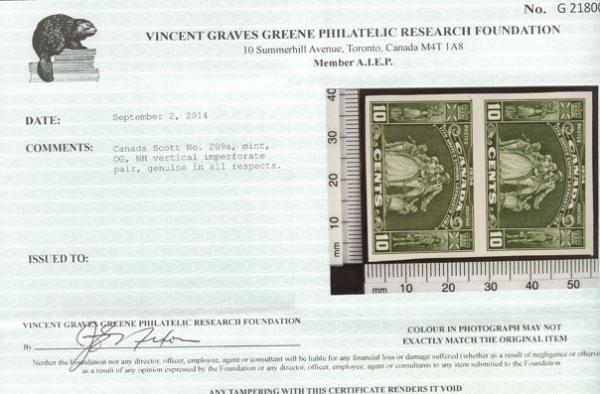 No. G 21800
VINCENT GRAVES GREENE PHILATELIC RESEARCH FOUNDATION
10 Summerhill Avenue, Toronto, Canada M4T 1A8
Member A.I.E.P.
DATE: September 2, 2014
COMMENTS: Canada Scott No. 209a, mint,
OG, NH vertical imperforate
pair, genuine in all respects.
40
30
20
10
mm
10 CENTS 10
CANADA
10 CENTS 10
CANADA
mm 10 20 30 40 50
ISSUED TO:
VINCENT GRAVES GREENE PHILATELIC RESEARCH FOUNDATION
By
COLOUR IN PHOTOGRAPH MAY NOT
EXACTLY MATCH THE ORIGINAL ITEM
Neither the Foundation nor any director, officer, employee, agent or consultant will be liable for any financial loss or damage suffered (whether as a result of negligence or otherwi
as a result of any opinion expressed by the Foundation or any director, officer, employee, agent or consultants to any item submitted to the Foundation
ANY TAMPERING WITH THIS CERTIFICATE RENDERS IT VOID